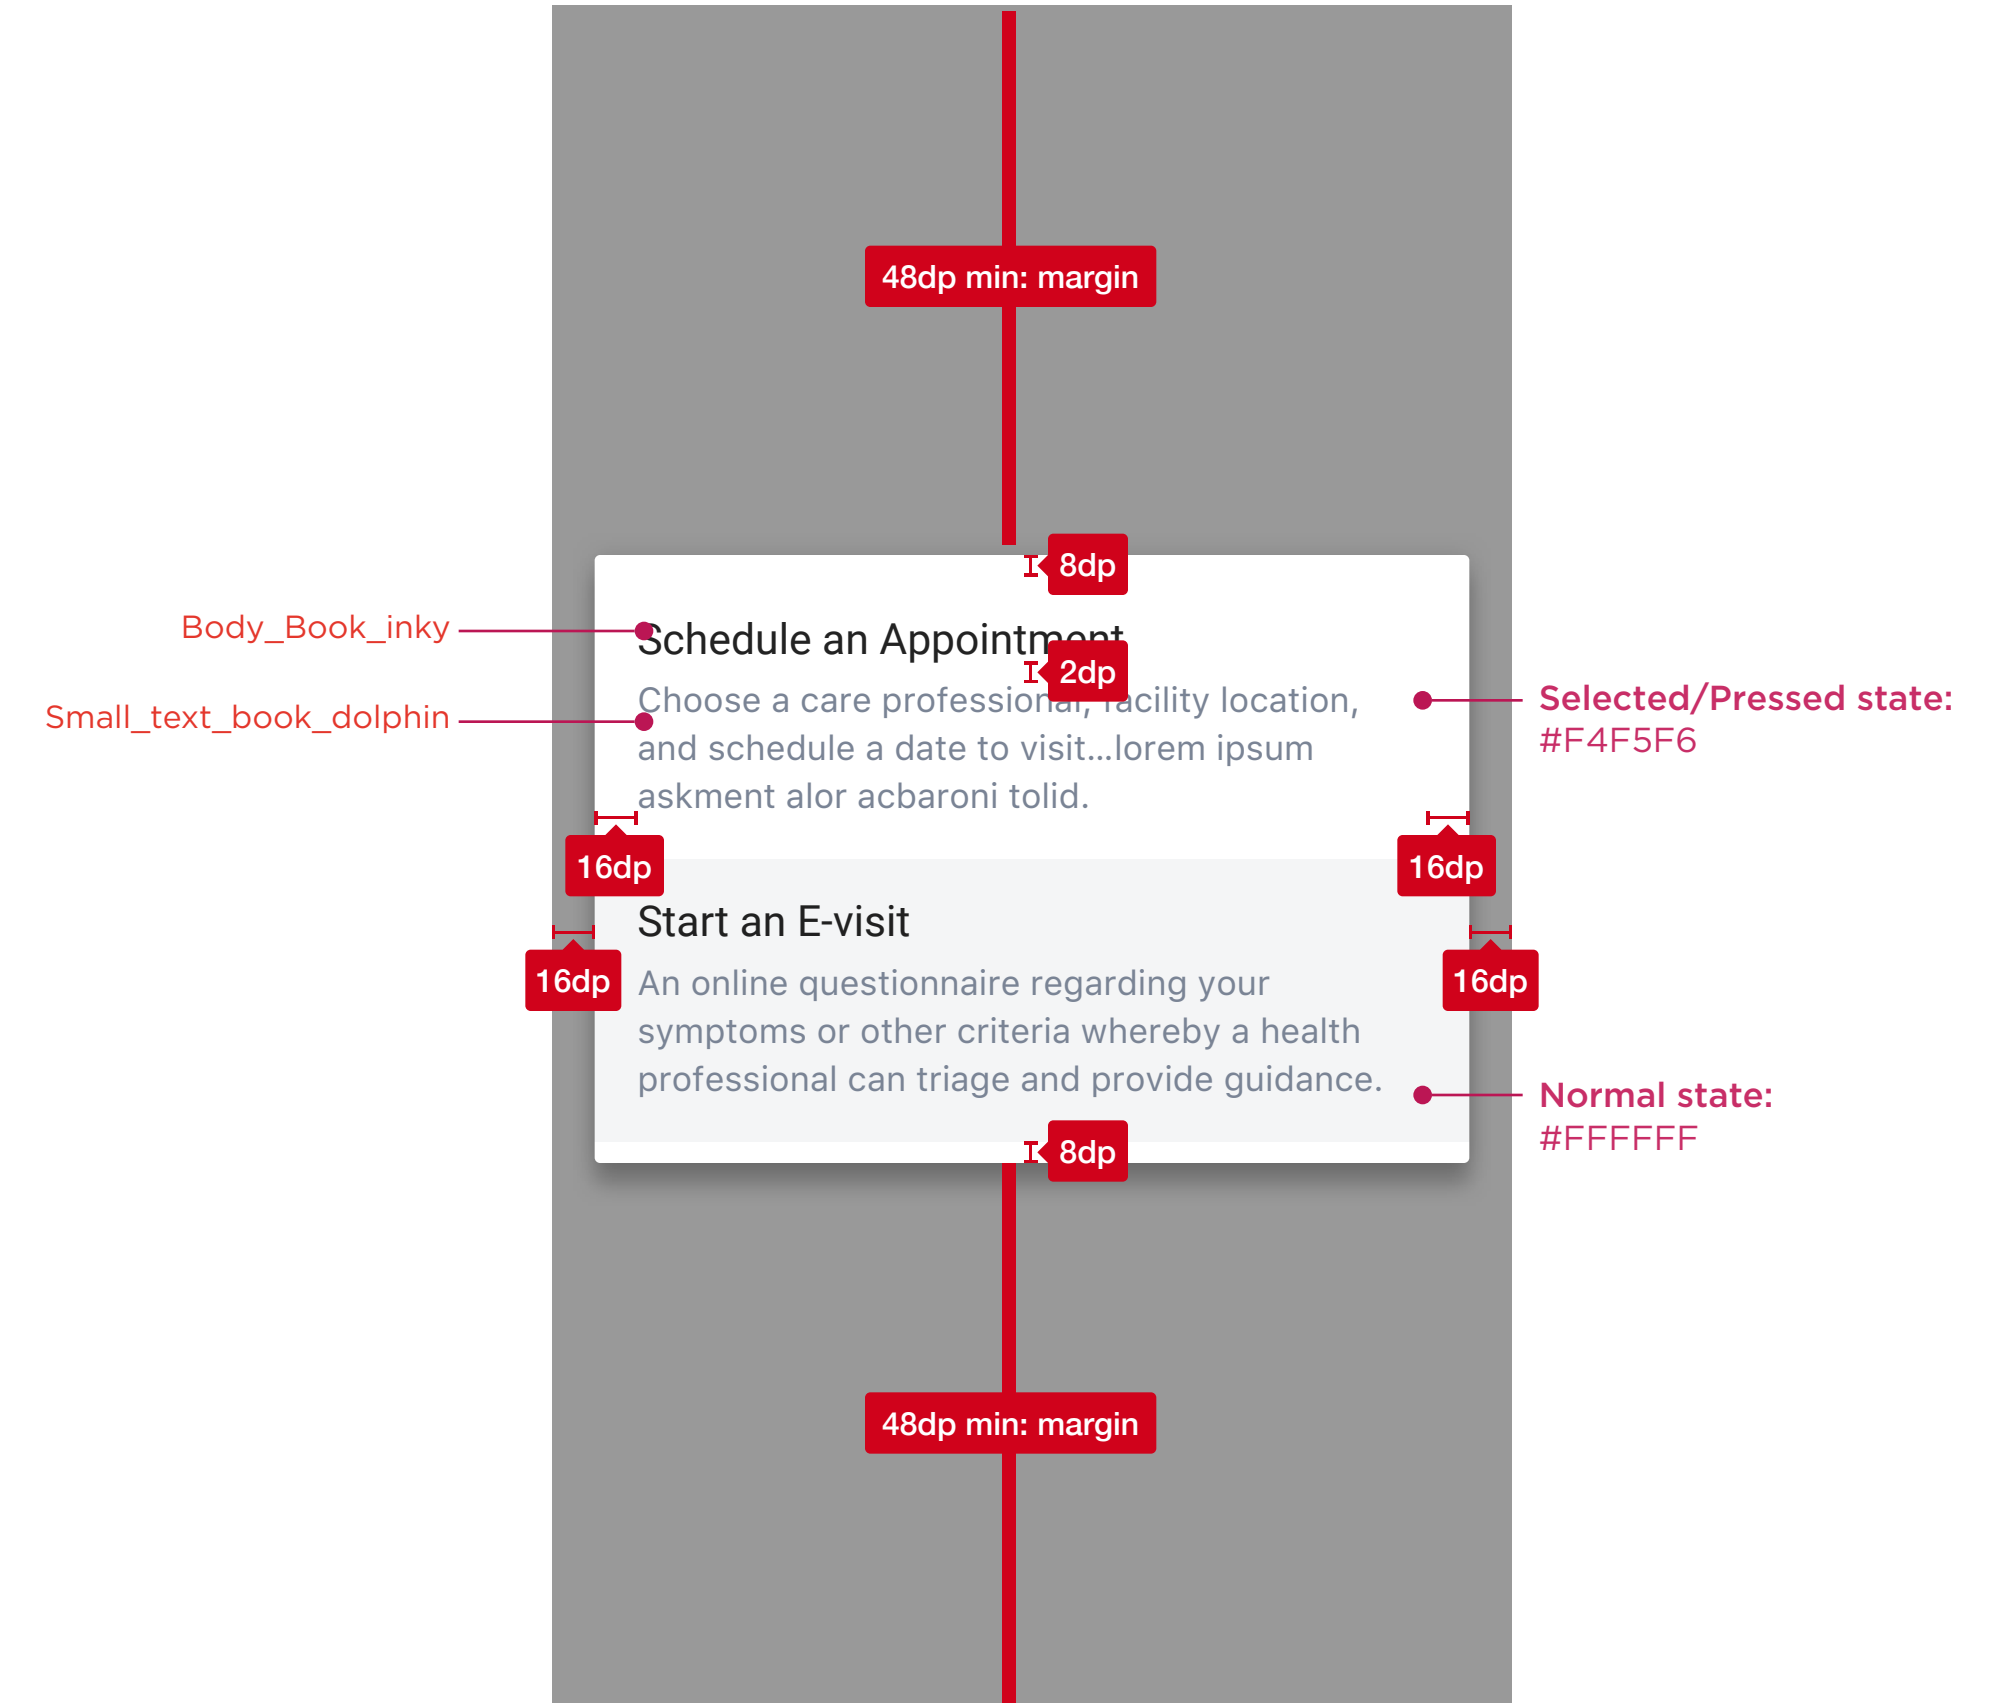 48dp min: margin
8dp
Body_Book_inky
Schedule an Appointment
2dp
Small_text_book_dolphin
Choose a care professional, facility location,
and schedule a date to visit...lorem ipsum
askment alor acbaroni tolid.
Selected/Pressed state:
#F4F5F6
16dp
16dp
Start an E-visit
16dp
16dp
An online questionnaire regarding your
symptoms or other criteria whereby a health
professional can triage and provide guidance.
Normal state:
#FFFFFF
8dp
48dp min: margin